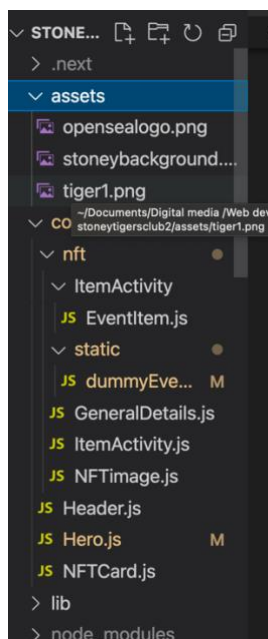 STONE...
.next
assets
opensealogo.png
stoneybackground....
tiger1.png
~/Documents/Digital media /Web dev
stoneytigersclub2/assets/tiger1.png
co
nft
ItemActivity
JS EventItem.js
static
JS dummyEve... M
JS GeneralDetails.js
JS ItemActivity.js
JS NFTimage.js
JS Header.js
JS Hero.js M
JS NFTCard.js
lib
node_modules